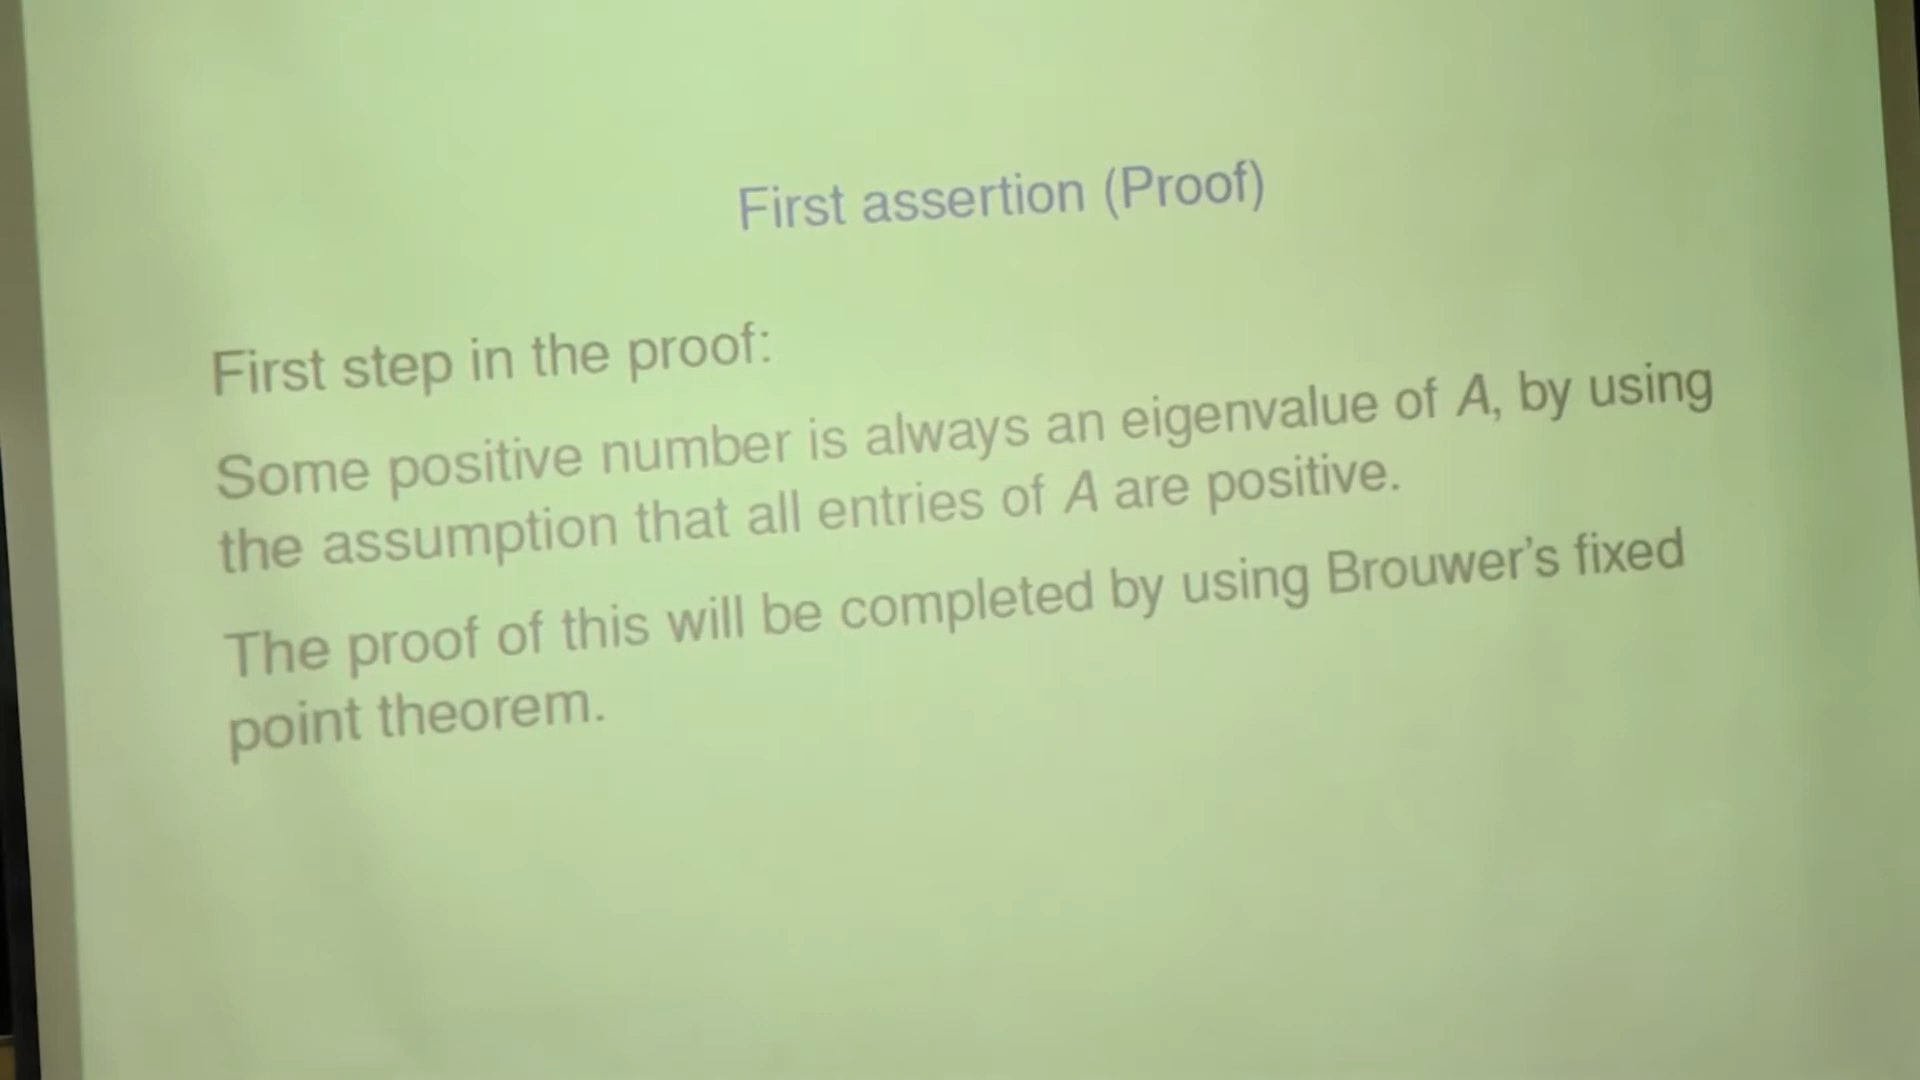 First assertion (Proof)
First step in the proof:
Some positive number is always an eigenvalue of A, by using
the assumption that all entries of A are positive.
The proof of this will be completed by using Brouwer's fixed
point theorem.